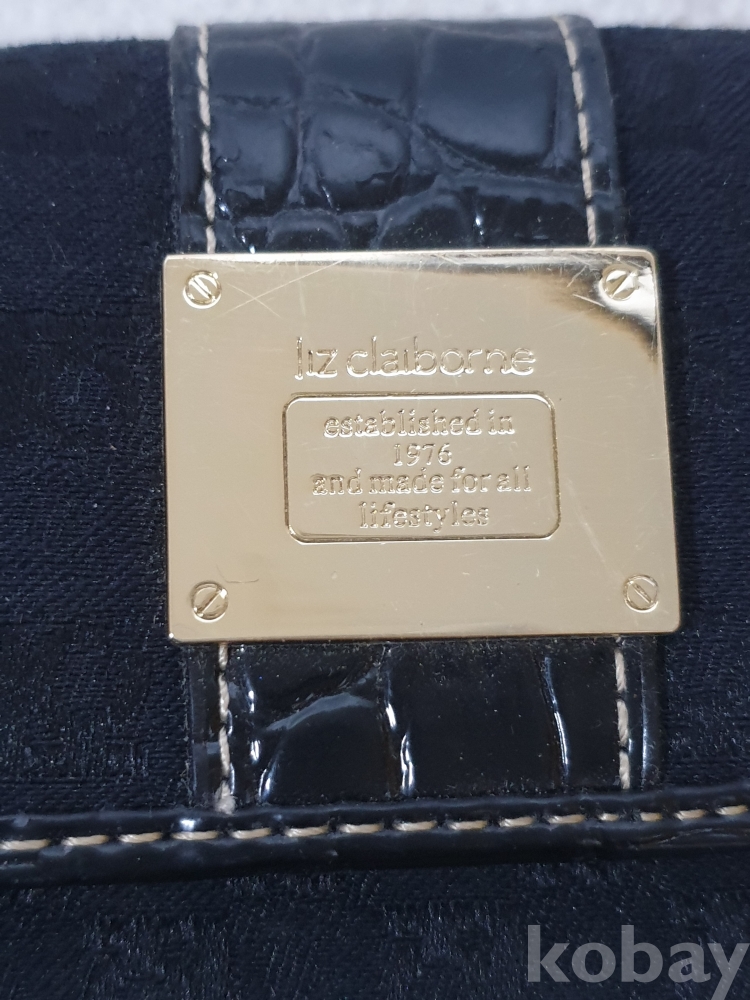 liz claiborne
established in
1976
and made for all
lifestyles
kobay